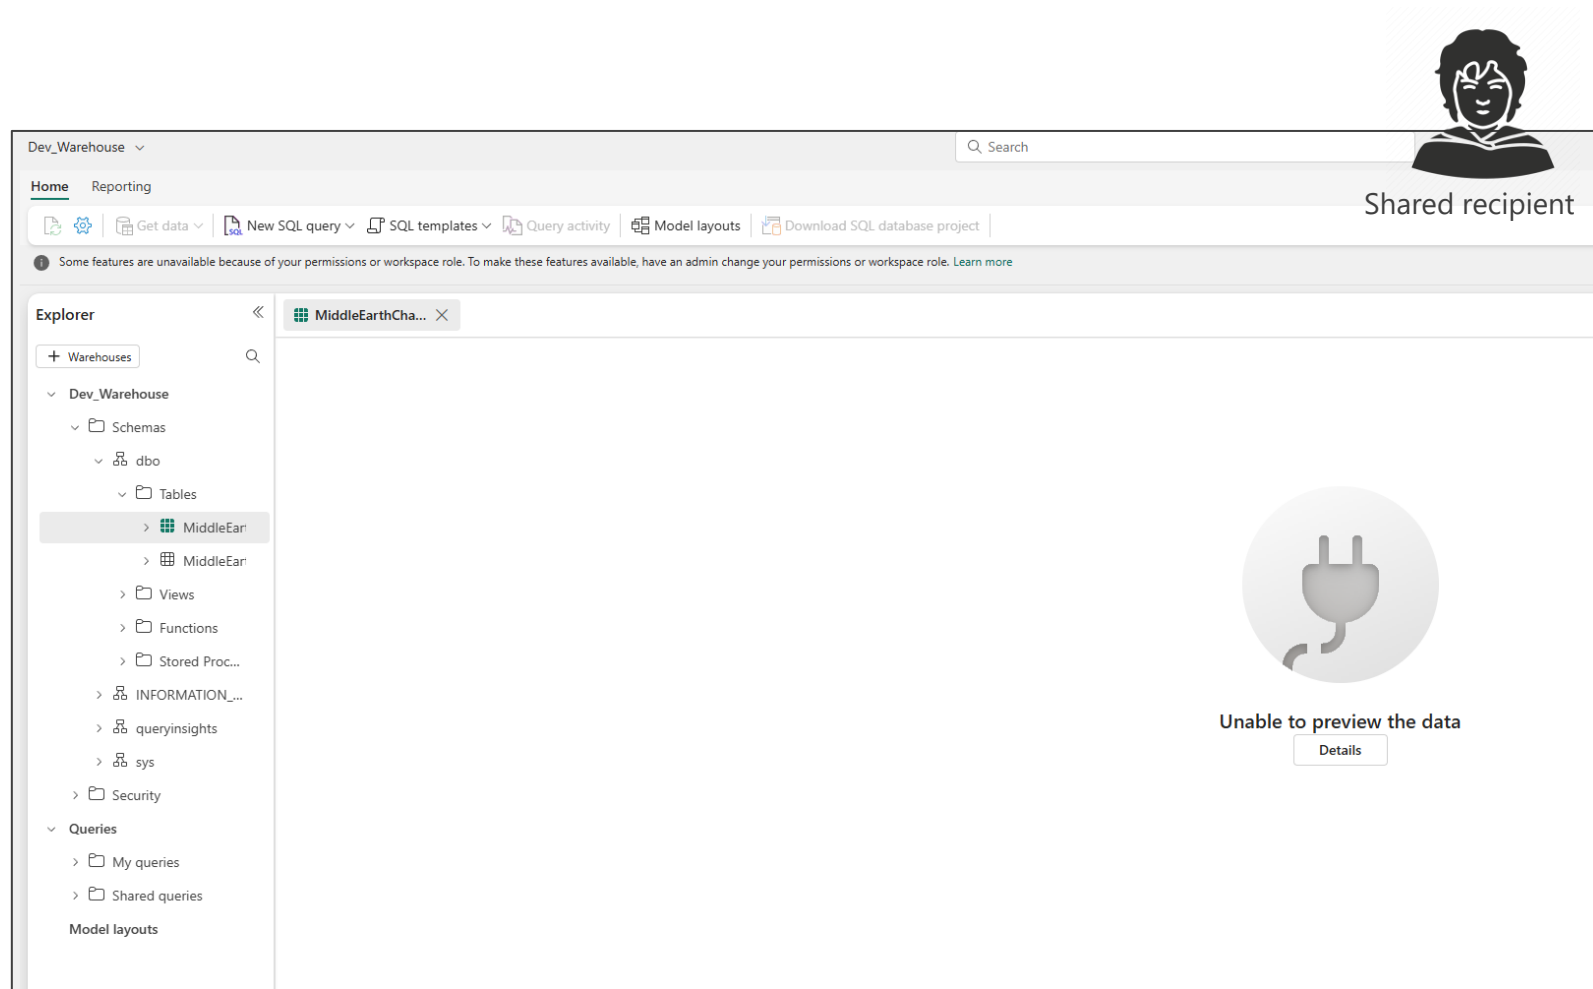 Dev_Warehouse
Search
Home Reporting
Shared recipient
Get data New SQL query SQL templates Query activity Model layouts Download SQL database project
Some features are unavailable because of your permissions or workspace role. To make these features available, have an admin change your permissions or workspace role. Learn more
Explorer
MiddleEarthCha...
+ Warehouses
Dev_Warehouse
Schemas
dbo
Tables
MiddleEar
MiddleEar
Views
Functions
Stored Proc...
INFORMATION_...
queryinsights
sys
Security
Queries
My queries
Shared queries
Model layouts
Unable to preview the data
Details